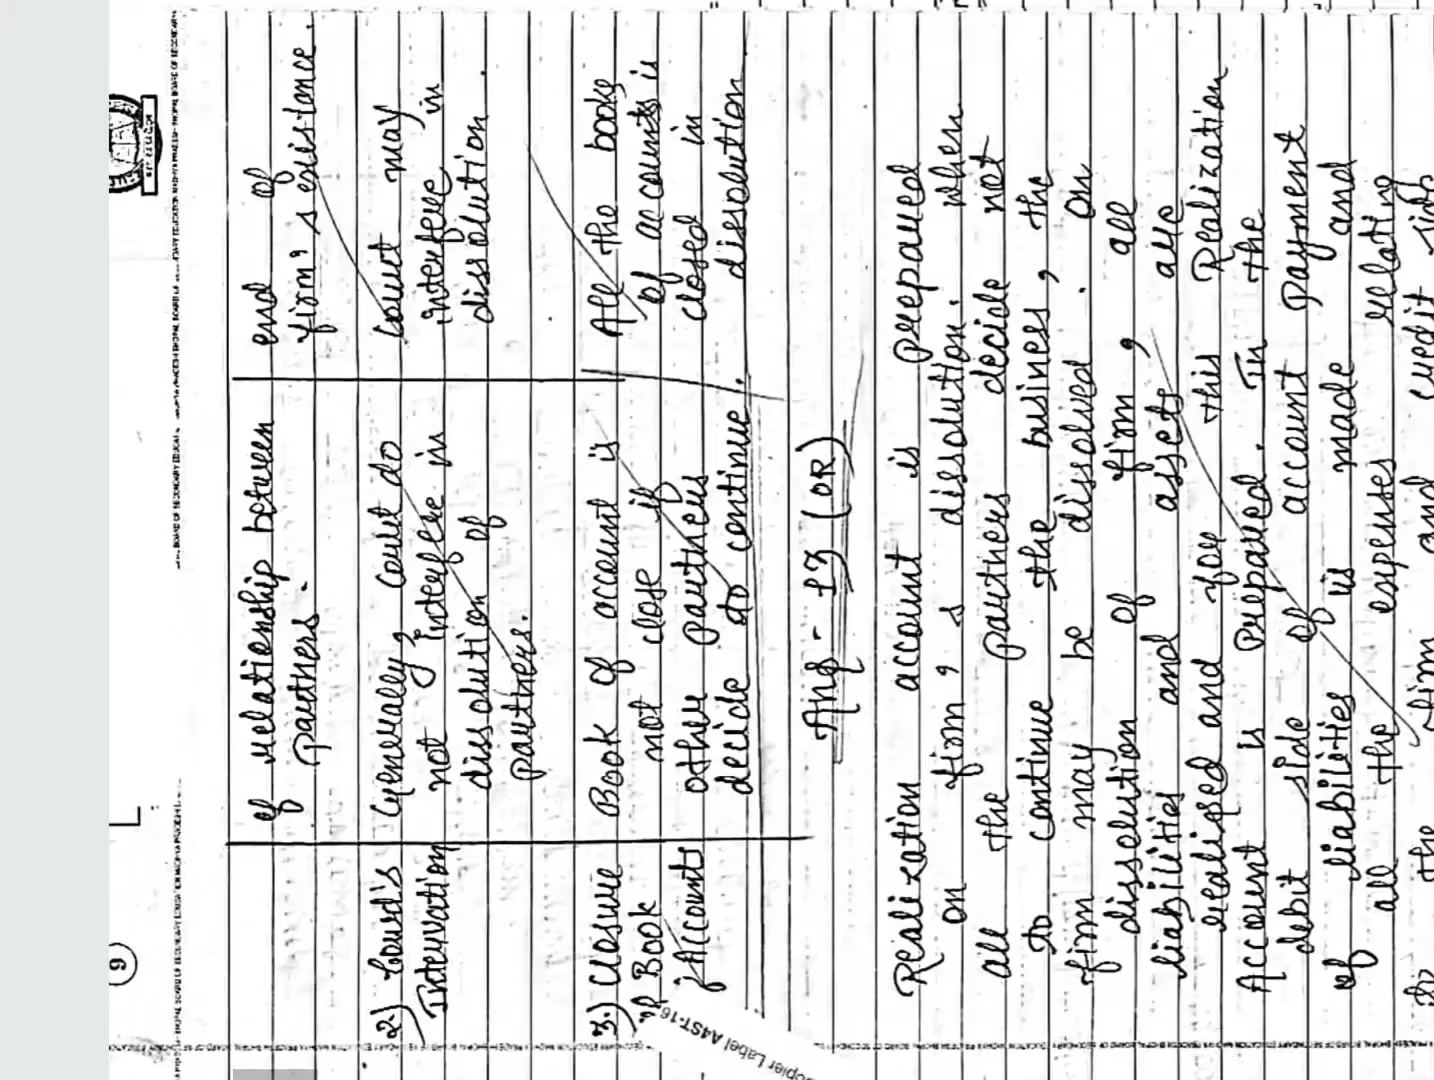 9
of relationship between end of
partners. firm's existance.
2) Court's Generally, court do Court may
Intervation not interfere in interfere in
dissolution of dissolution
partners.
3.) Closure Book of account is All the books
of Book not close if of accounts is
of Accounts other partners closed in
decide to continue. dissolution
Ans - 17 (OR)
Realization account is prepared
on firm's dissolution. when
all the partners decide not
to continue the business, the
firm may be dissolved. On
dissolution of firm, all
liabilities and assets are
realised and for this Realization
Account is prepared. In the
debit side of account payment
of liabilities is made and
all the expenses relating
the firm and credit side
Copier Label A4ST-16